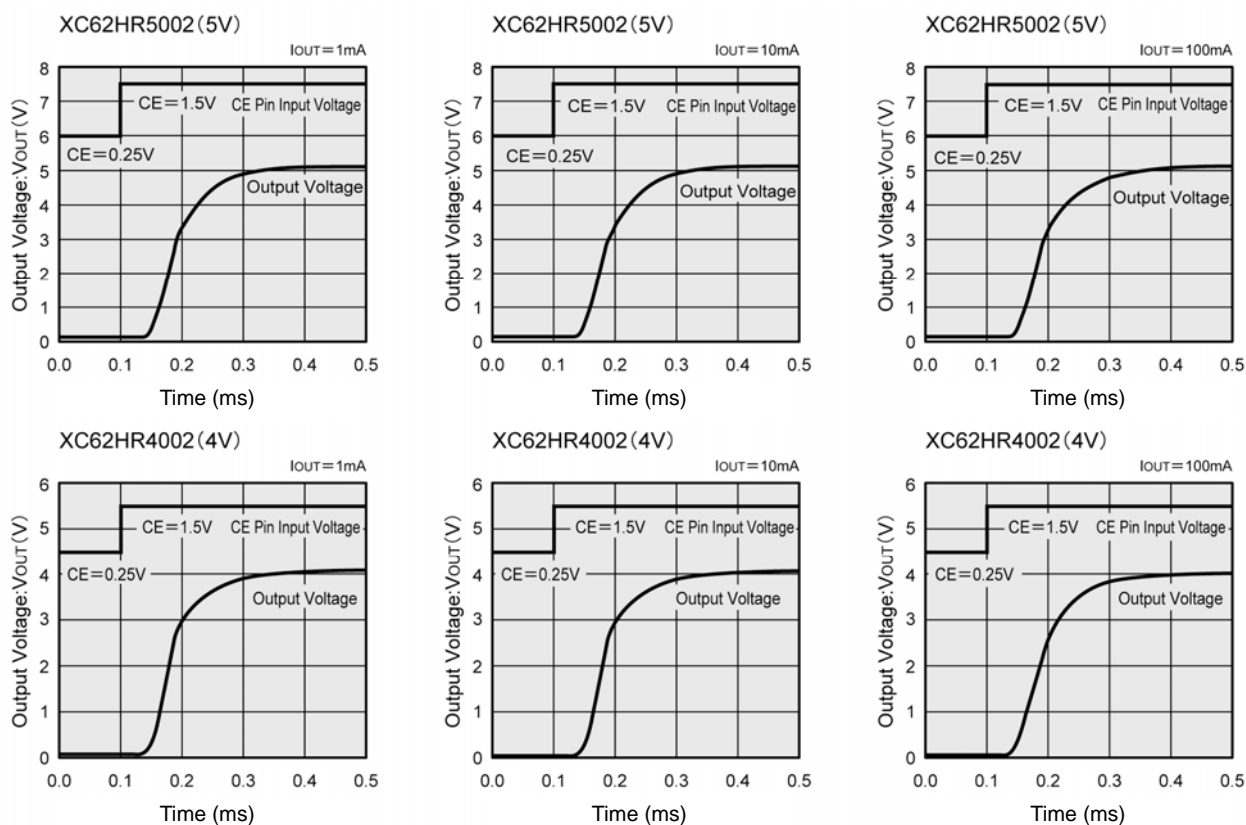 XC62HR5002(5V)
IOUT=1mA
Output Voltage:VOUT(V)
8
7
6
5
4
3
2
1
0
CE=1.5V CE Pin Input Voltage
CE=0.25V
Output Voltage
0.0 0.1 0.2 0.3 0.4 0.5
Time (ms)
XC62HR5002(5V)
IOUT=10mA
Output Voltage:VOUT(V)
8
7
6
5
4
3
2
1
0
CE=1.5V CE Pin Input Voltage
CE=0.25V
Output Voltage
0.0 0.1 0.2 0.3 0.4 0.5
Time (ms)
XC62HR5002(5V)
IOUT=100mA
Output Voltage:VOUT(V)
8
7
6
5
4
3
2
1
0
CE=1.5V CE Pin Input Voltage
CE=0.25V
Output Voltage
0.0 0.1 0.2 0.3 0.4 0.5
Time (ms)
XC62HR4002(4V)
IOUT=1mA
Output Voltage:VOUT(V)
6
5
4
3
2
1
0
CE=1.5V CE Pin Input Voltage
CE=0.25V
Output Voltage
0.0 0.1 0.2 0.3 0.4 0.5
Time (ms)
XC62HR4002(4V)
IOUT=10mA
Output Voltage:VOUT(V)
6
5
4
3
2
1
0
CE=1.5V CE Pin Input Voltage
CE=0.25V
Output Voltage
0.0 0.1 0.2 0.3 0.4 0.5
Time (ms)
XC62HR4002(4V)
IOUT=100mA
Output Voltage:VOUT(V)
6
5
4
3
2
1
0
CE=1.5V CE Pin Input Voltage
CE=0.25V
Output Voltage
0.0 0.1 0.2 0.3 0.4 0.5
Time (ms)